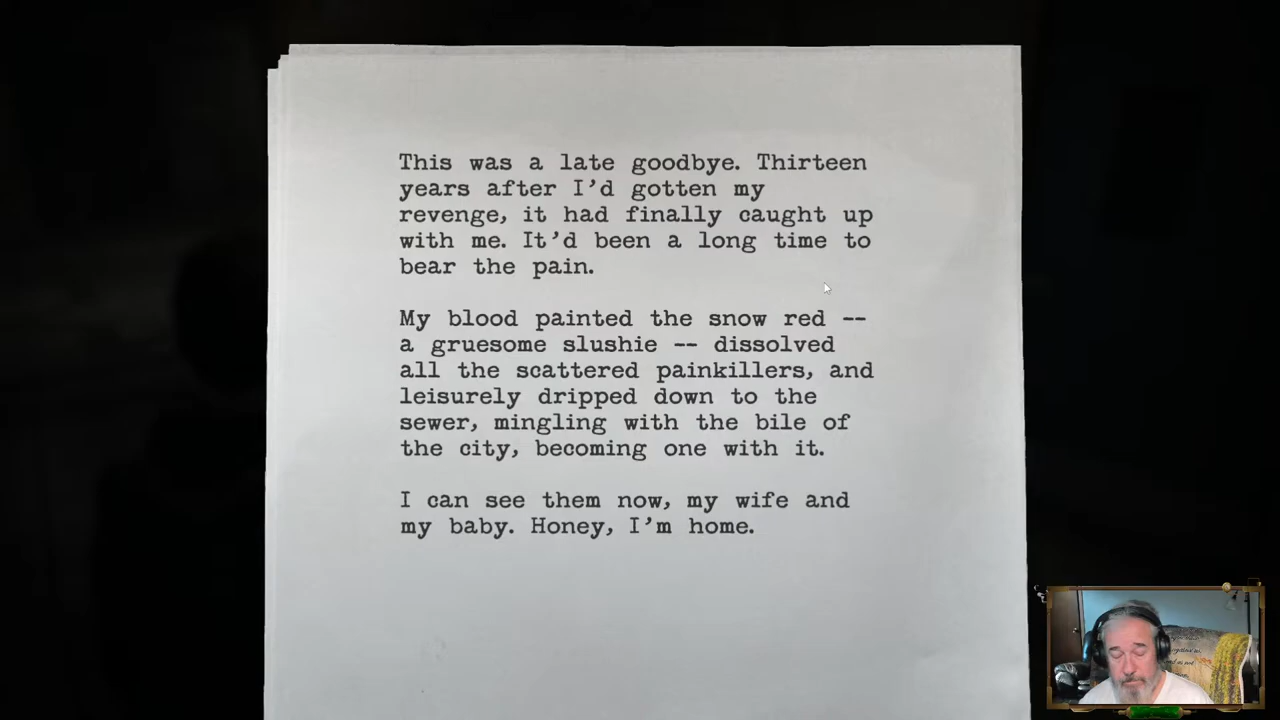 This was a late goodbye. Thirteen
years after I'd gotten my
revenge, it had finally caught up
with me. It'd been a long time to
bear the pain.
My blood painted the snow red --
a gruesome slushie -- dissolved
all the scattered painkillers, and
leisurely dripped down to the
sewer, mingling with the bile of
the city, becoming one with it.
I can see them now, my wife and
my baby. Honey, I'm home.